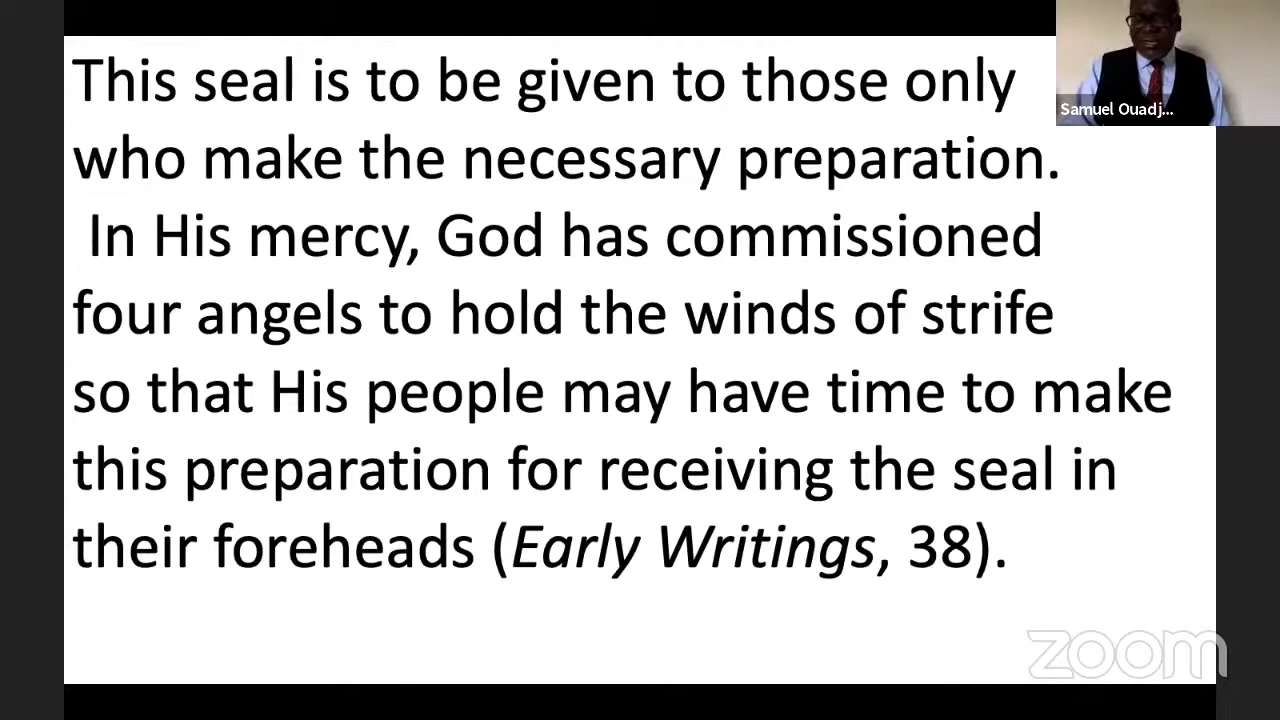 This seal is to be given to those only
who make the necessary preparation.
In His mercy, God has commissioned
four angels to hold the winds of strife
so that His people may have time to make
this preparation for receiving the seal in
their foreheads (Early Writings, 38).
Samuel Ouadj...
zoom